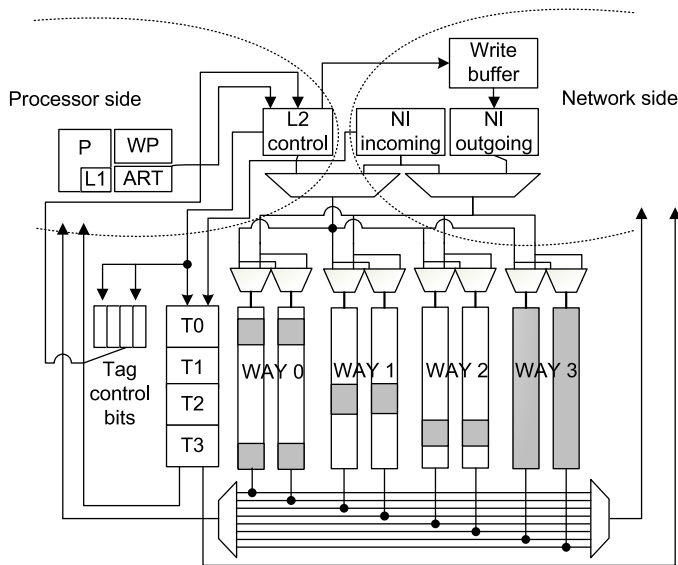 Write
buffer
Processor side
Network side
L2
control
NI
incoming
NI
outgoing
P
WP
L1
ART
T0
T1
T2
T3
Tag
control
bits
WAY 0
WAY 1
WAY 2
WAY 3